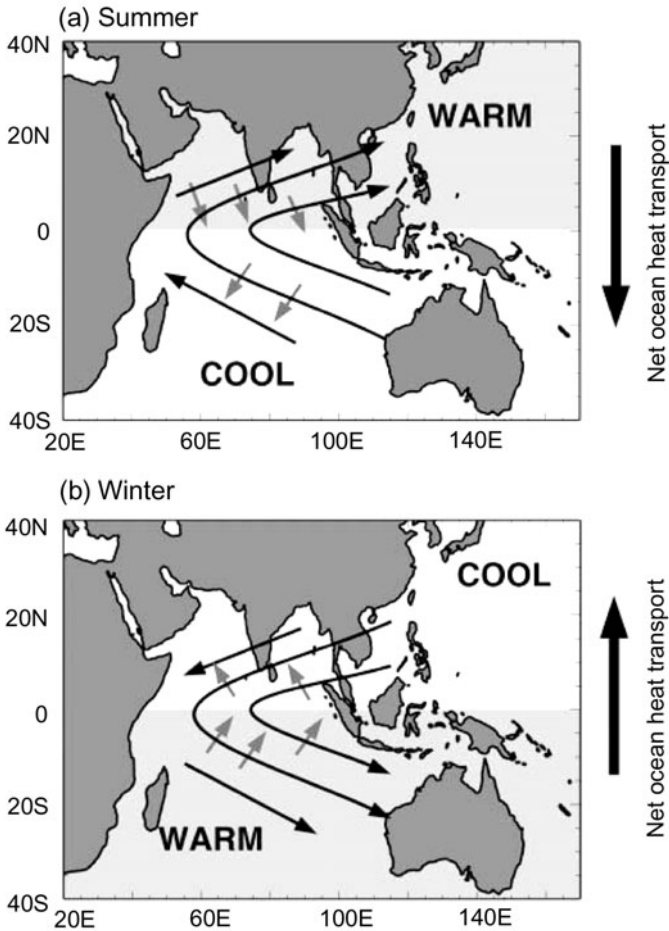 (a) Summer
40N
WARM
20N
0
20S
COOL
40S
20E 60E 100E 140E
Net ocean heat transport
(b) Winter
40N
COOL
20N
0
20S
WARM
40S
20E 60E 100E 140E
Net ocean heat transport